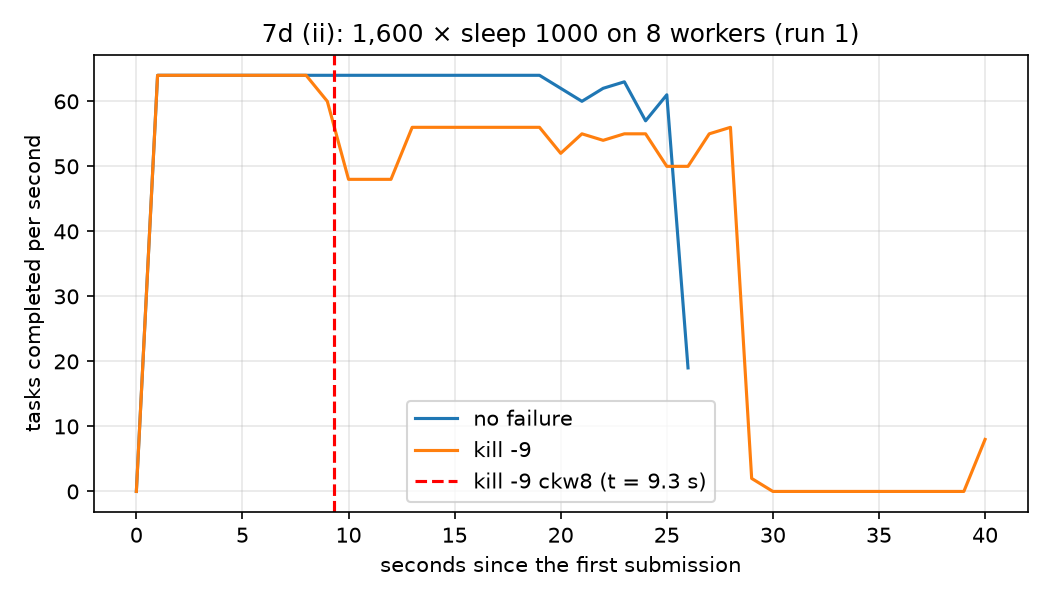 7d (ii): 1,600 × sleep 1000 on 8 workers (run 1)
tasks completed per second
60
50
40
30
20
10
0
no failure
kill -9
kill -9 ckw8 (t = 9.3 s)
0 5 10 15 20 25 30 35 40
seconds since the first submission